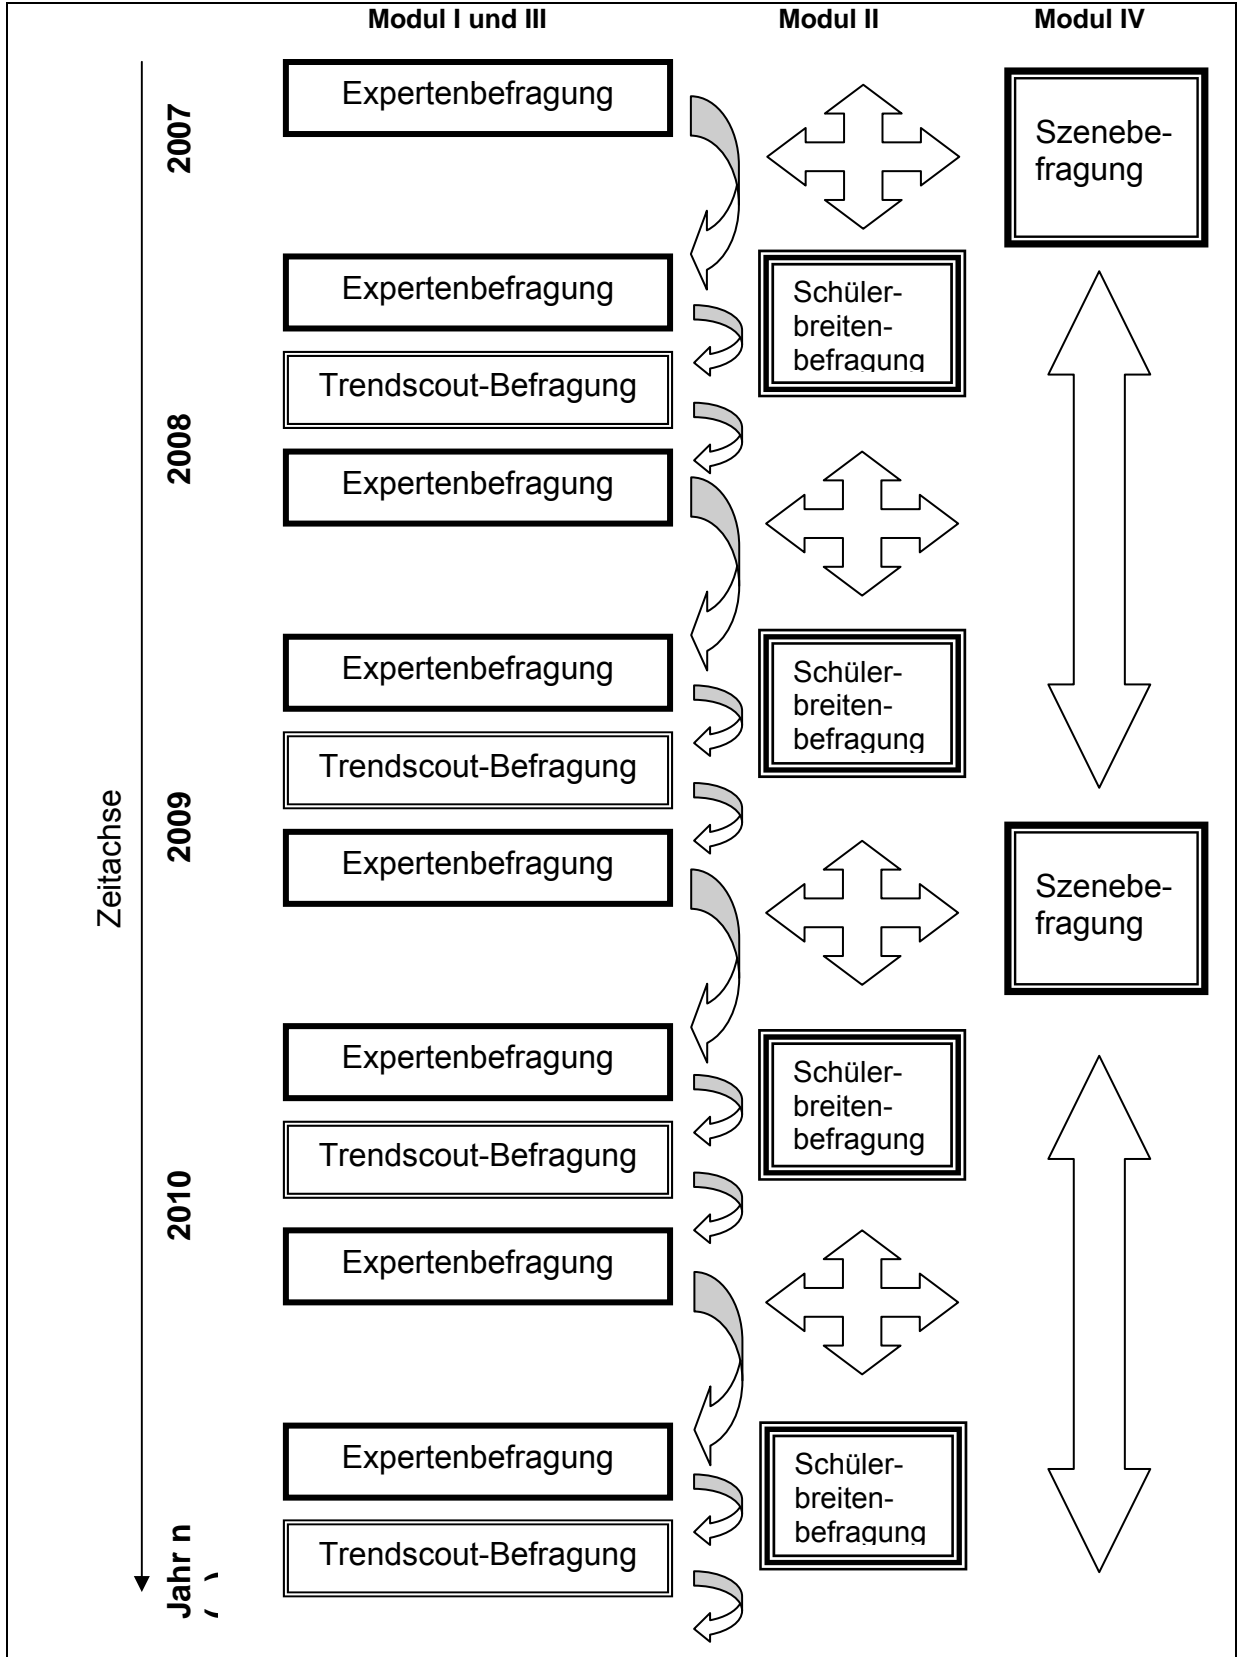 Modul I und III
Modul II
Modul IV
Zeitachse
2007
Expertenbefragung
Szenebe-
fragung
Expertenbefragung
Schüler-
breiten-
befragung
Trendscout-Befragung
2008
Expertenbefragung
Expertenbefragung
Schüler-
breiten-
befragung
Trendscout-Befragung
2009
Expertenbefragung
Szenebe-
fragung
Expertenbefragung
Schüler-
breiten-
befragung
Trendscout-Befragung
2010
Expertenbefragung
Expertenbefragung
Schüler-
breiten-
befragung
Trendscout-Befragung
Jahr n